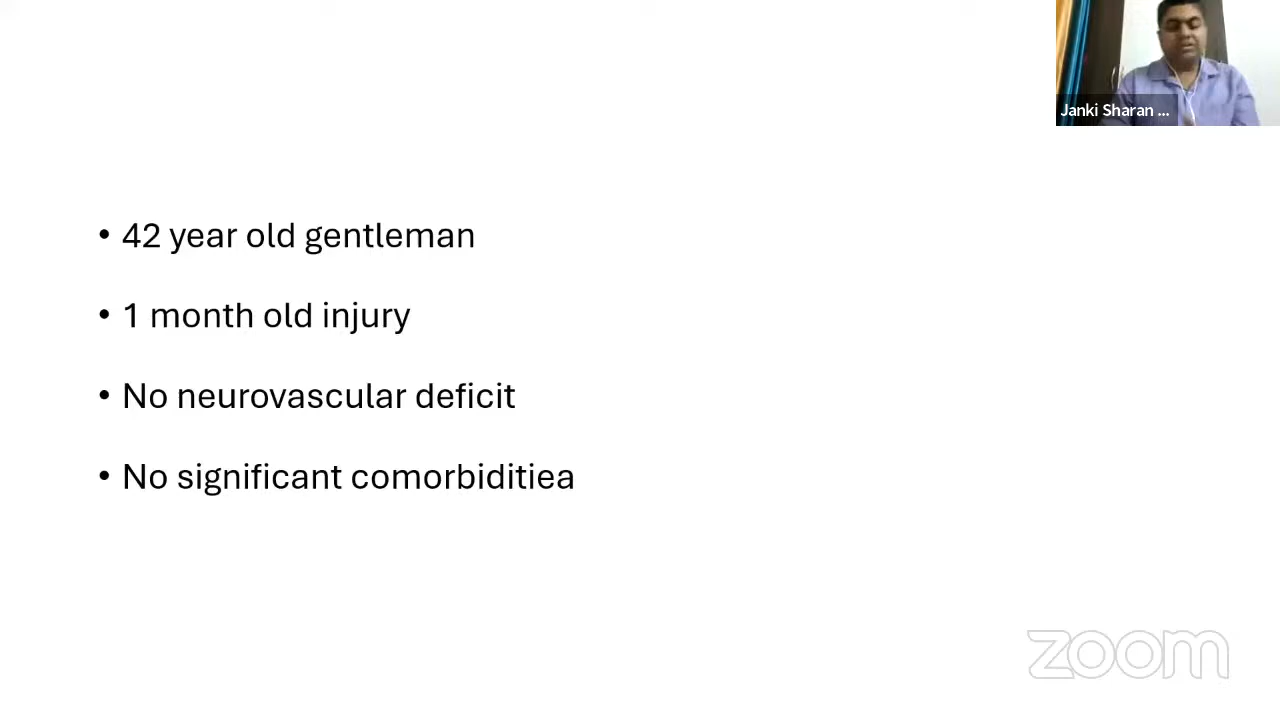 Janki Sharan ...
• 42 year old gentleman
• 1 month old injury
• No neurovascular deficit
• No significant comorbiditiea
zoom